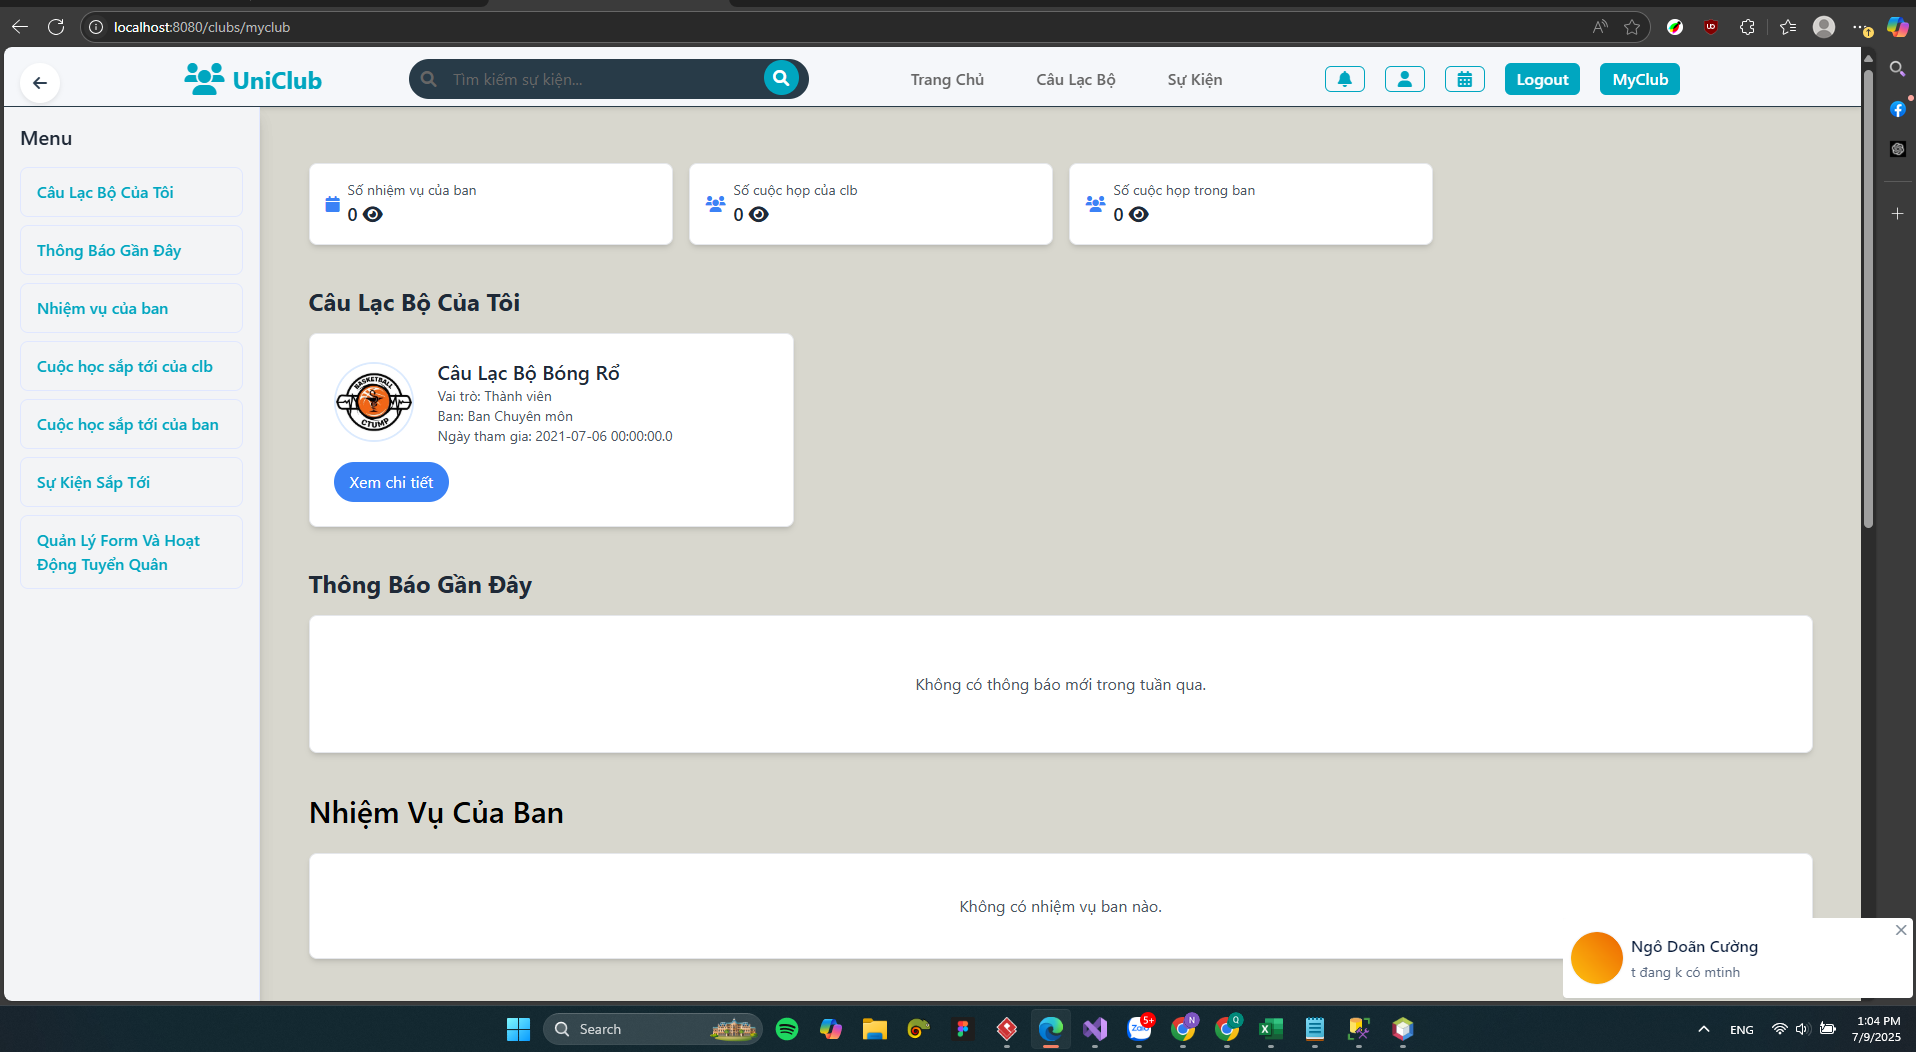 localhost:8080/clubs/myclub
UniClub
Tìm kiếm sự kiện...
Trang Chủ
Câu Lạc Bộ
Sự Kiện
Logout
MyClub
Menu
Câu Lạc Bộ Của Tôi
Thông Báo Gần Đây
Nhiệm vụ của ban
Cuộc học sắp tới của clb
Cuộc học sắp tới của ban
Sự Kiện Sắp Tới
Quản Lý Form Và Hoạt
Động Tuyển Quân
Số nhiệm vụ của ban
0
Số cuộc họp của clb
0
Số cuộc họp trong ban
0
Câu Lạc Bộ Của Tôi
BASKETBALL
CTUMP
Câu Lạc Bộ Bóng Rổ
Vai trò: Thành viên
Ban: Ban Chuyên môn
Ngày tham gia: 2021-07-06 00:00:00.0
Xem chi tiết
Thông Báo Gần Đây
Không có thông báo mới trong tuần qua.
Nhiệm Vụ Của Ban
Không có nhiệm vụ ban nào.
Ngô Doãn Cường
t đang k có mtinh
Search
Zalo
5+
N
Q
ENG
1:04 PM
7/9/2025